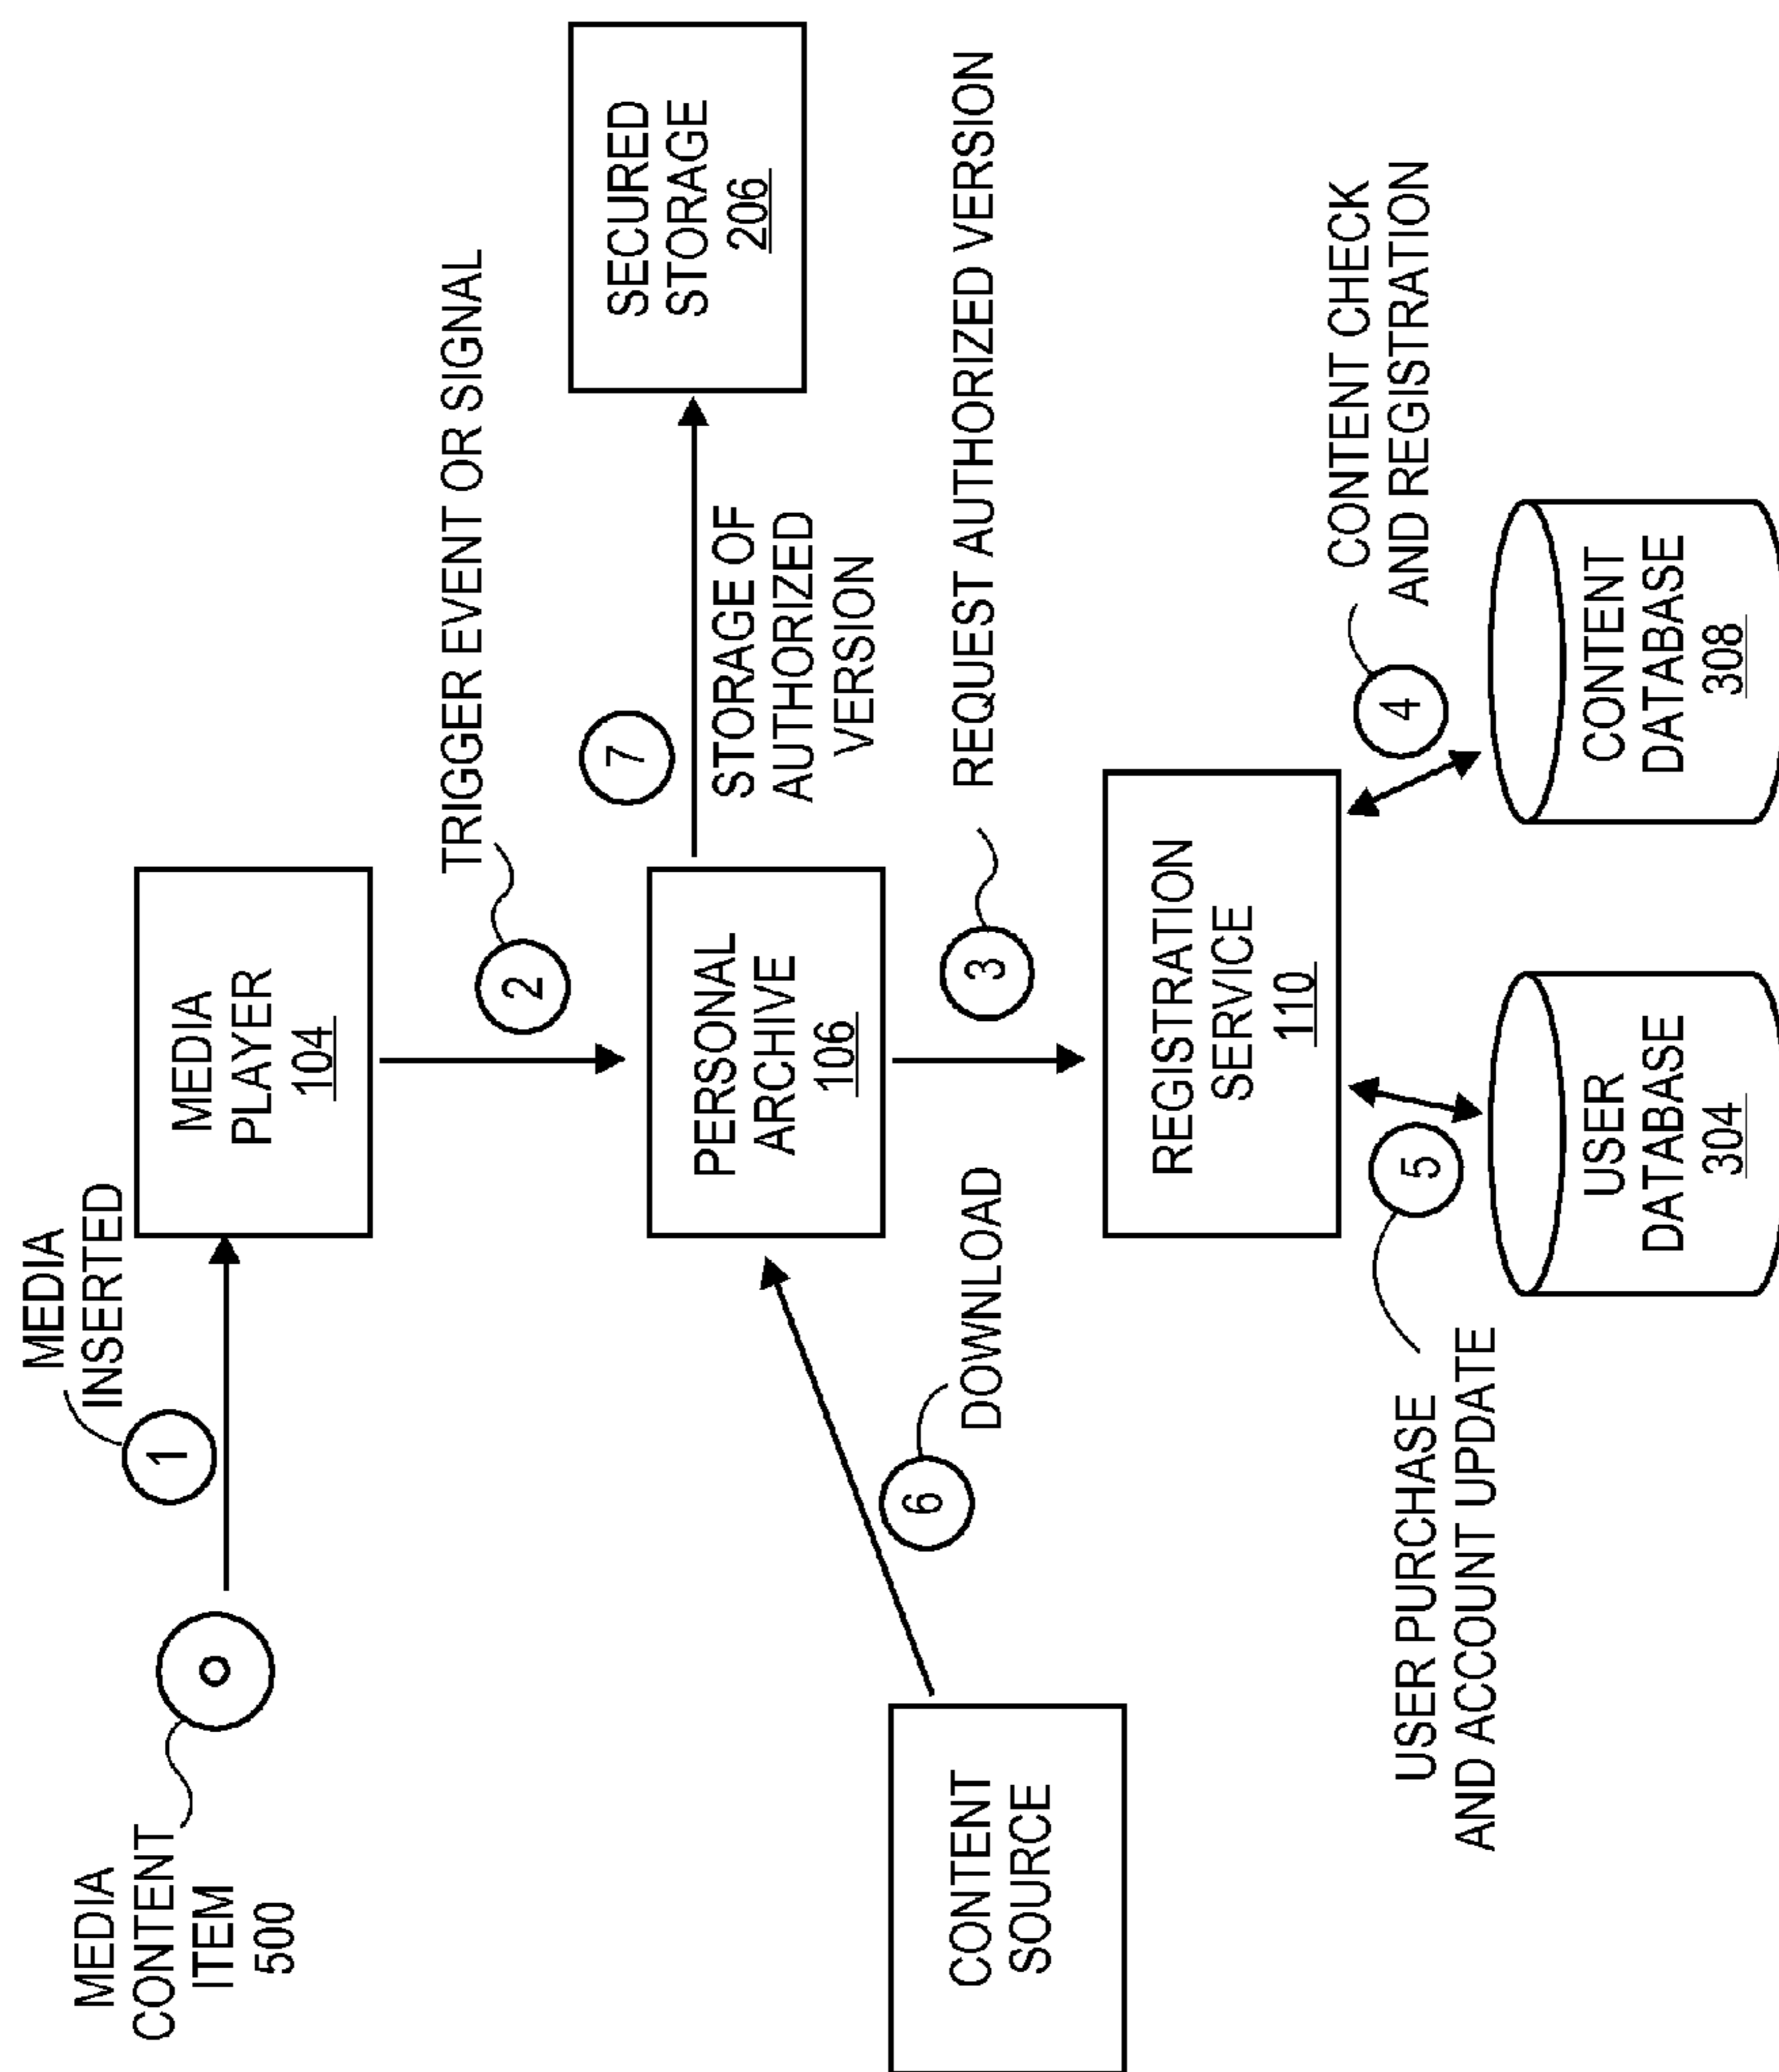 MEDIA
CONTENT
ITEM
500
MEDIA
INSERTED
1
MEDIA
PLAYER
104
TRIGGER EVENT OR SIGNAL
2
PERSONAL
ARCHIVE
106
7
STORAGE OF
AUTHORIZED
VERSION
SECURED
STORAGE
206
CONTENT
SOURCE
6
DOWNLOAD
3
REQUEST AUTHORIZED VERSION
REGISTRATION
SERVICE
110
4
CONTENT CHECK
AND REGISTRATION
5
USER PURCHASE
AND ACCOUNT UPDATE
USER
DATABASE
304
CONTENT
DATABASE
308